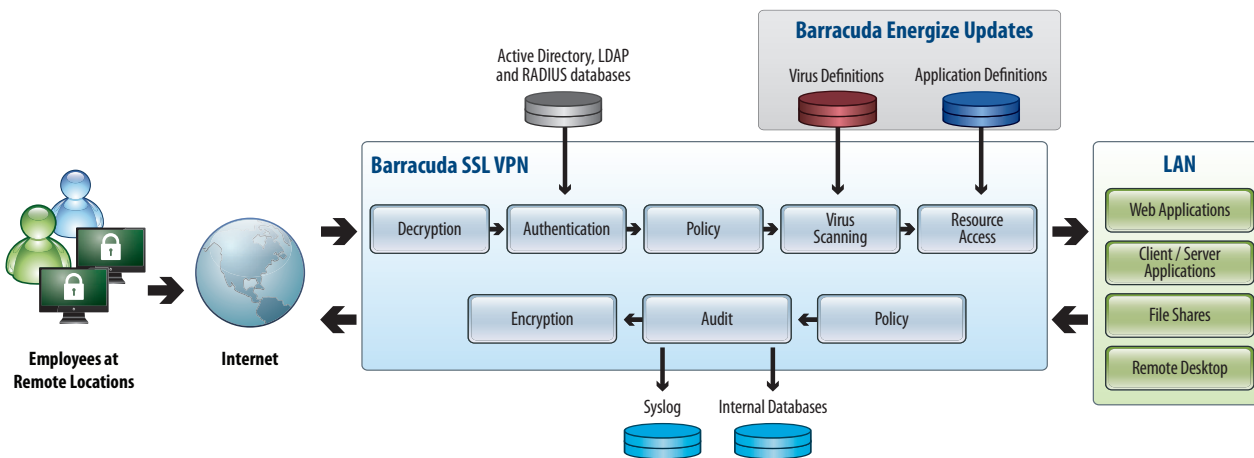 Barracuda Energize Updates
Active Directory, LDAP
and RADIUS databases
Virus Definitions
Application Definitions
Barracuda SSL VPN
LAN
Decryption
Authentication
Policy
Virus
Scanning
Resource
Access
Web Applications
Client / Server
Applications
Encryption
Audit
Policy
File Shares
Remote Desktop
Employees at
Remote Locations
Internet
Syslog
Internal Databases